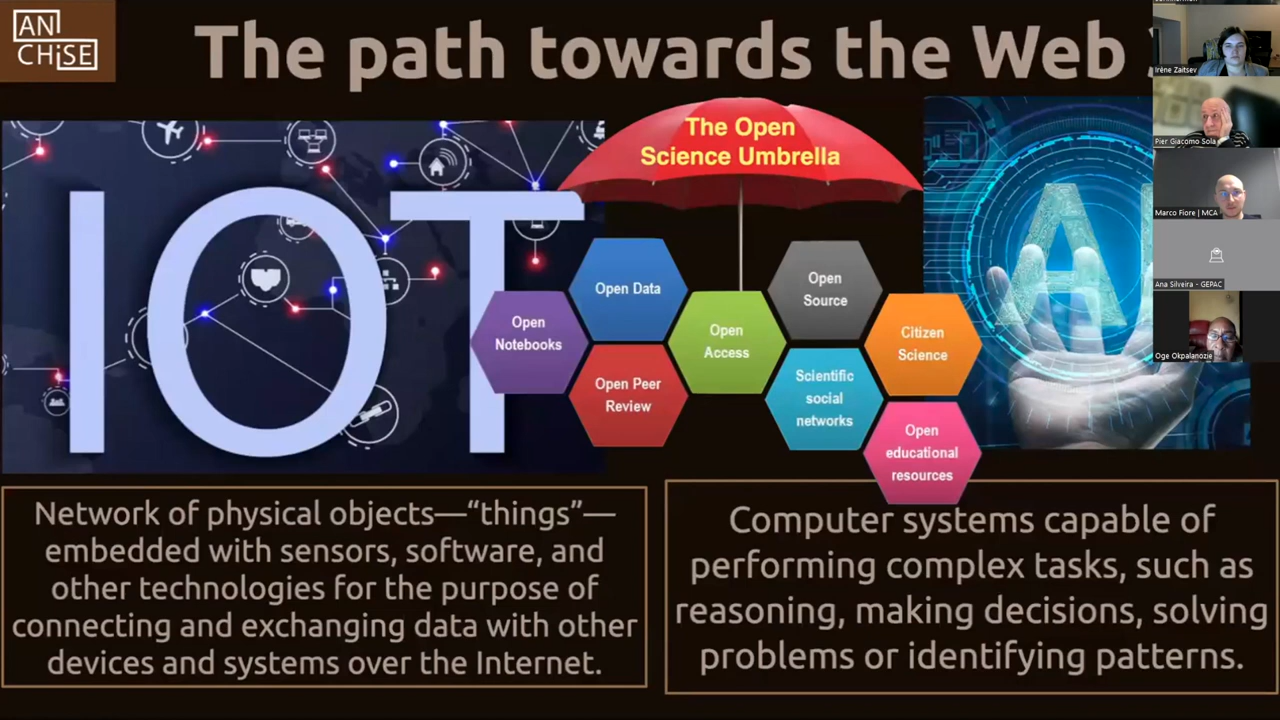 AN
CHiSE
The path towards the Web
IOT
The Open
Science Umbrella
Open Data
Open
Source
Open
Notebooks
Open
Access
Citizen
Science
Open Peer
Review
Scientific
social
networks
Open
educational
resources
AI
Network of physical objects—“things”—
embedded with sensors, software, and
other technologies for the purpose of
connecting and exchanging data with other
devices and systems over the Internet.
Computer systems capable of
performing complex tasks, such as
reasoning, making decisions, solving
problems or identifying patterns.
Irène Zaitsev
Pier Giacomo Sola
Marco Fiore | MCA
Ana Silveira - GEPAC
Oge Okpalanozie